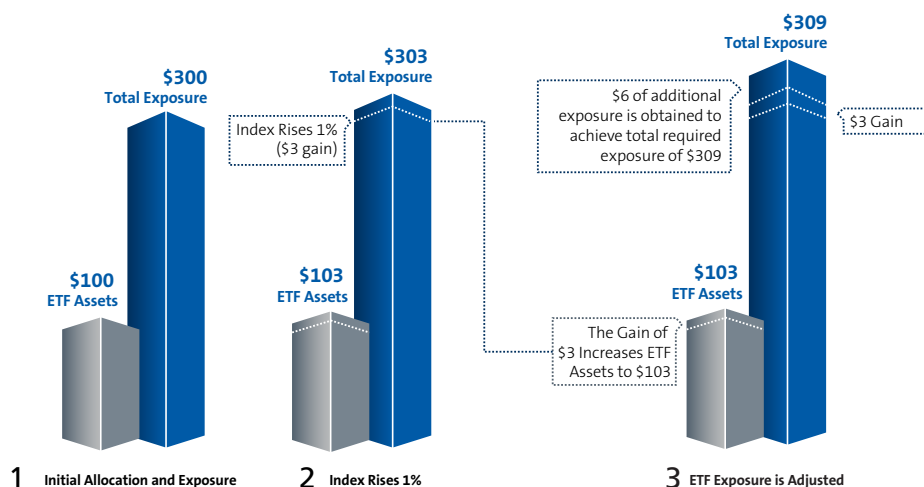 $300
Total Exposure
$100
ETF Assets
1 Initial Allocation and Exposure
$303
Total Exposure
Index Rises 1%
($3 gain)
$103
ETF Assets
2 Index Rises 1%
$309
Total Exposure
$6 of additional
exposure is obtained to
achieve total required
exposure of $309
$3 Gain
$103
ETF Assets
The Gain of
$3 Increases ETF
Assets to $103
3 ETF Exposure is Adjusted